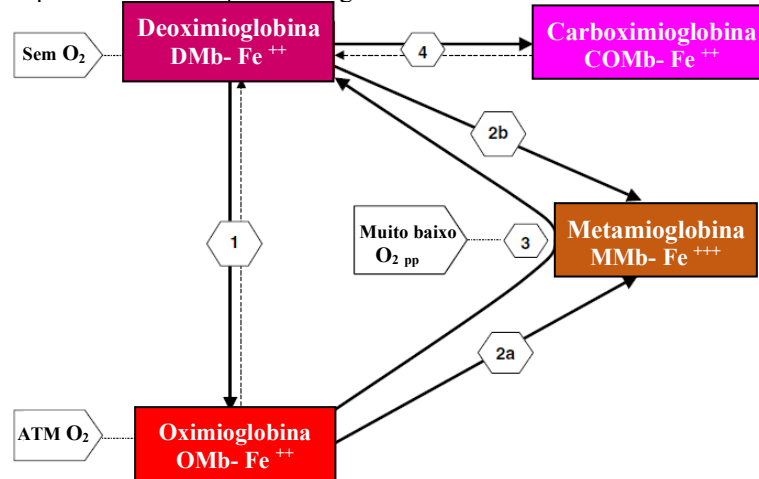 Deoximioglobina
DMb- Fe ++
Sem O2
4
Carboximioglobina
COMb- Fe ++
2b
1
Muito baixo
O2 pp
3
Metamioglobina
MMb- Fe +++
2a
ATM O2
Oximioglobina
OMb- Fe ++